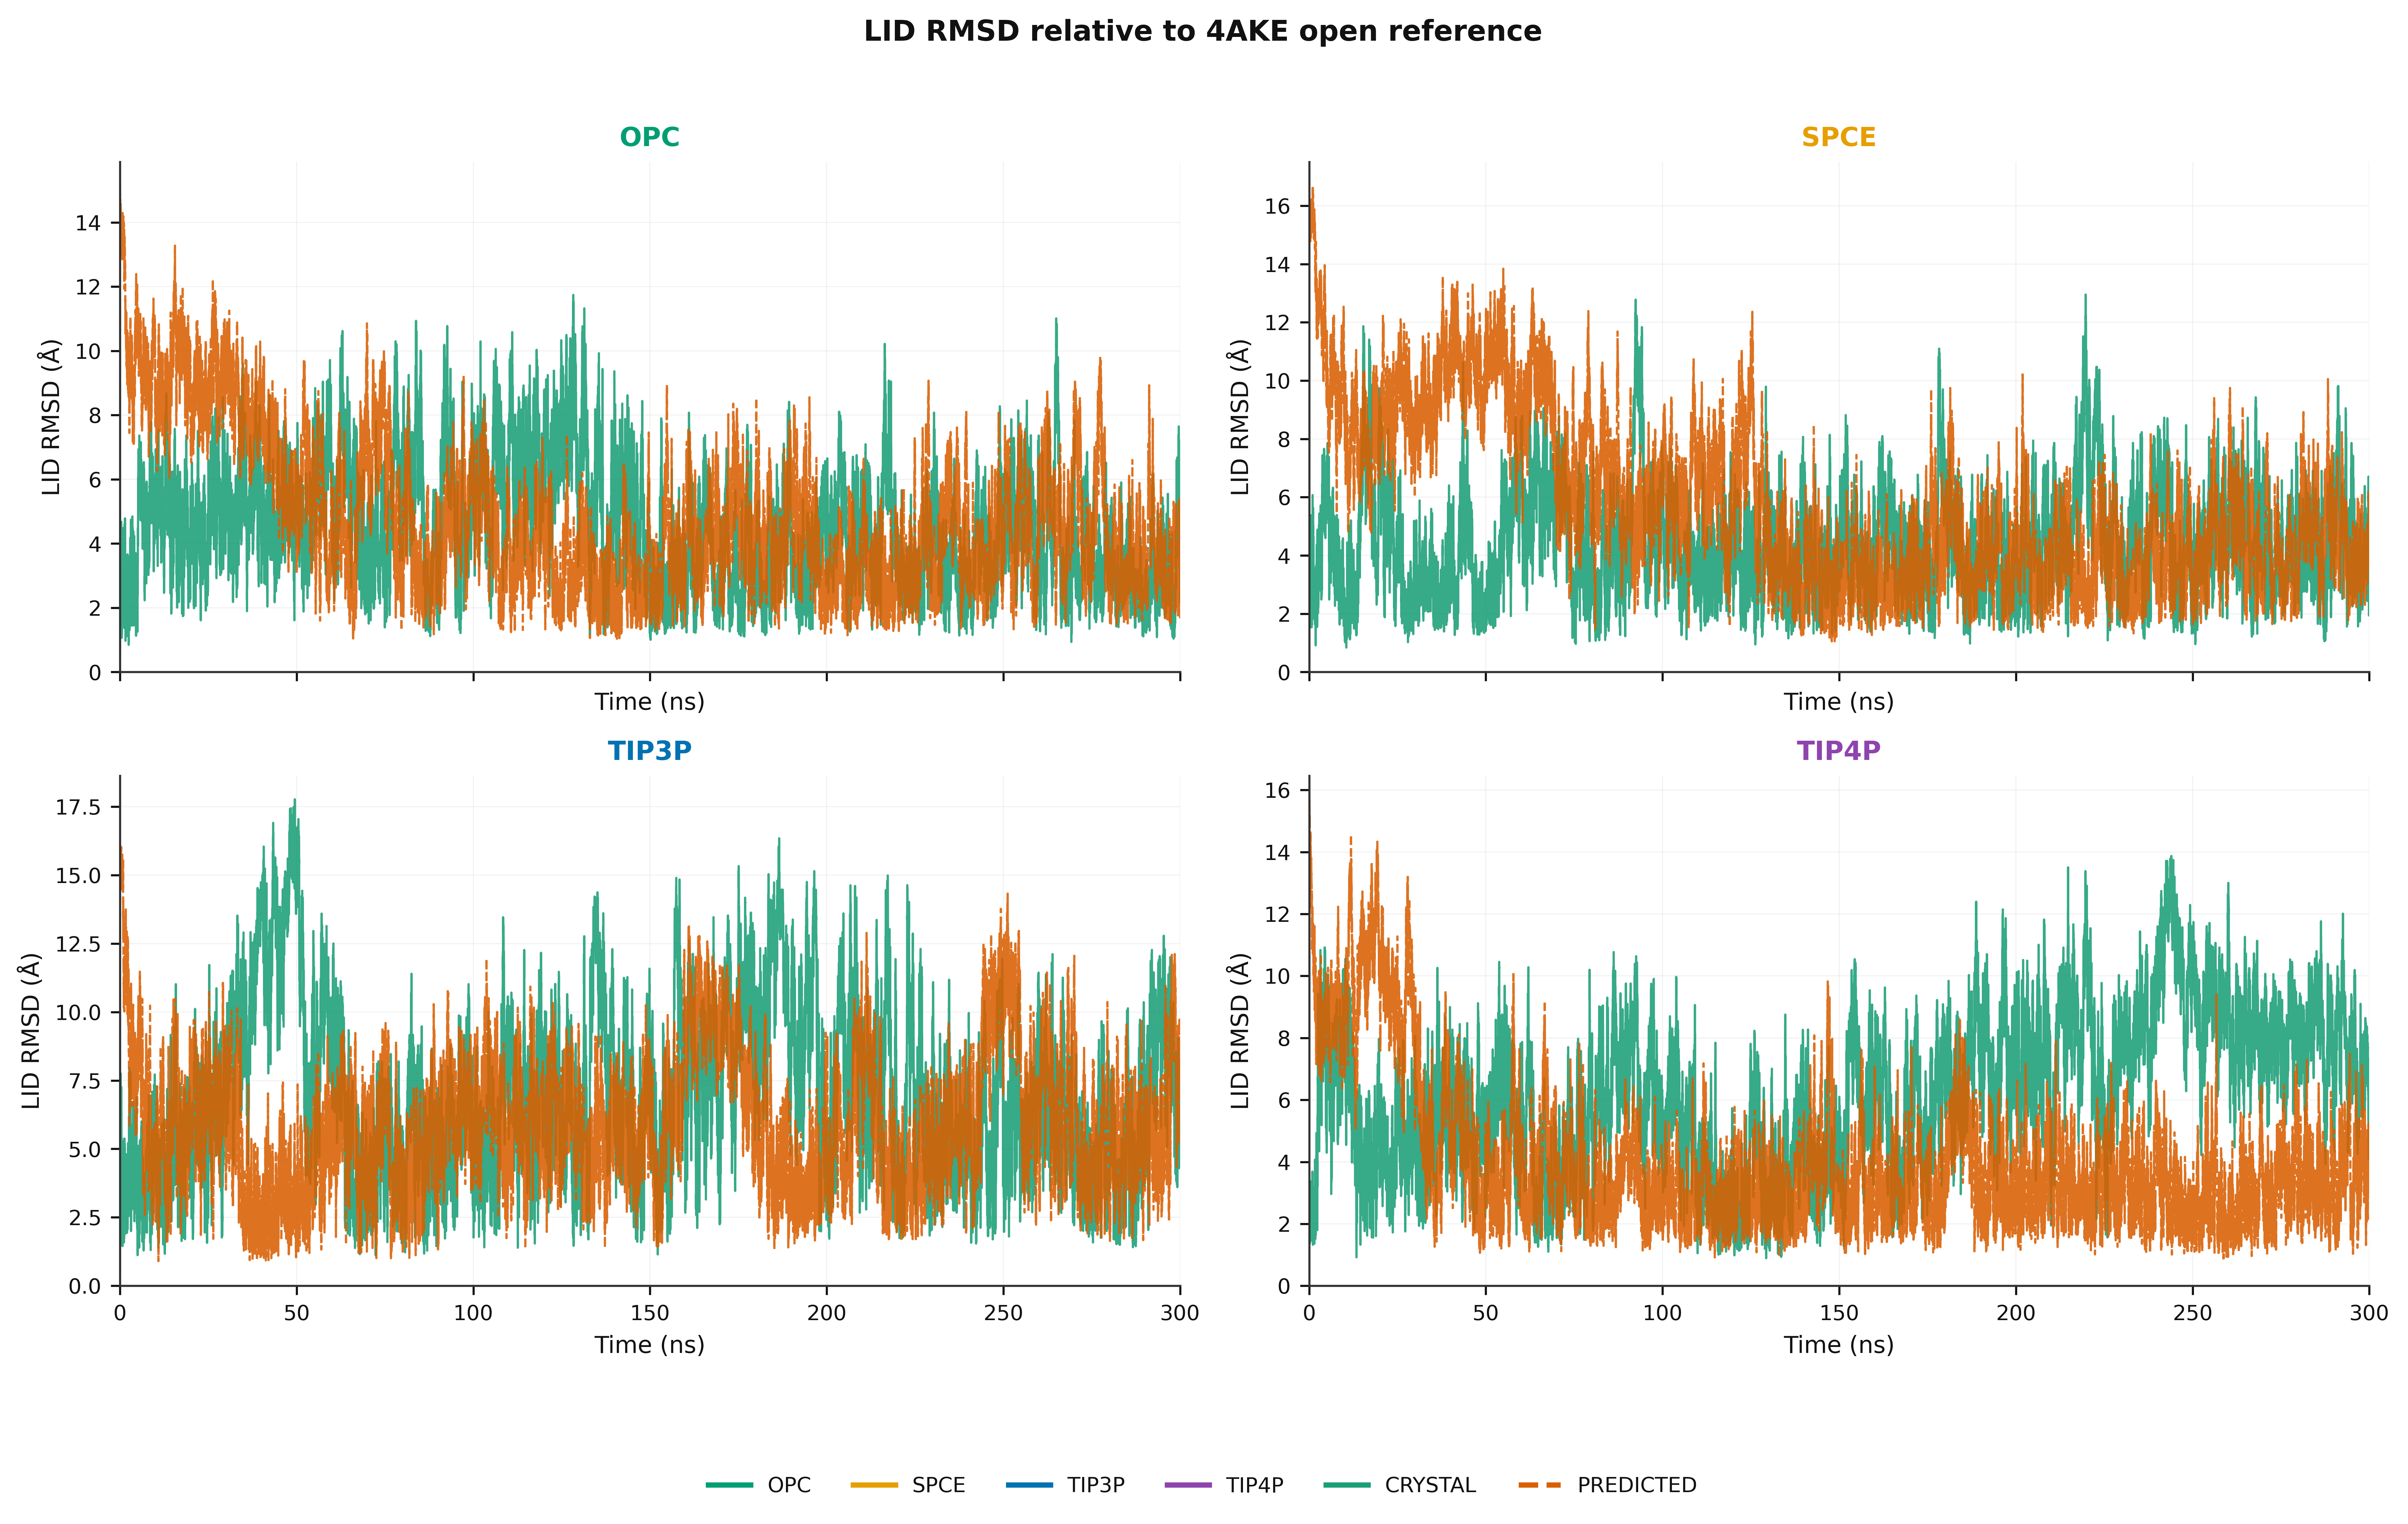 LID RMSD relative to 4AKE open reference
OPC
14
12
10
8
6
4
2
0
LID RMSD (Å)
Time (ns)
SPCE
16
14
12
10
8
6
4
2
0
LID RMSD (Å)
Time (ns)
TIP3P
17.5
15.0
12.5
10.0
7.5
5.0
2.5
0.0
LID RMSD (Å)
0 50 100 150 200 250 300
Time (ns)
TIP4P
16
14
12
10
8
6
4
2
0
LID RMSD (Å)
0 50 100 150 200 250 300
Time (ns)
OPC SPCE TIP3P TIP4P CRYSTAL PREDICTED